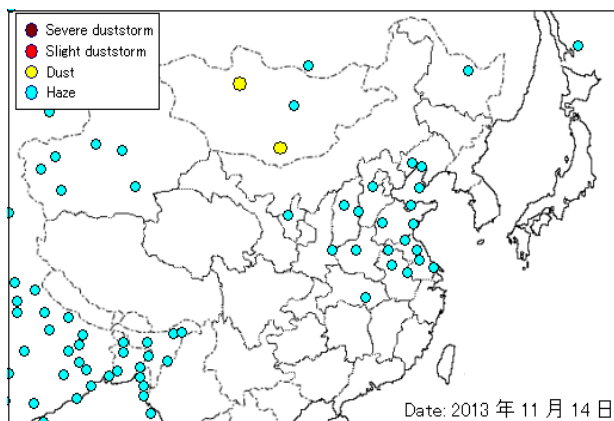 Severe duststorm
Slight duststorm
Dust
Haze
Date: 2013 年 11 月 14 日